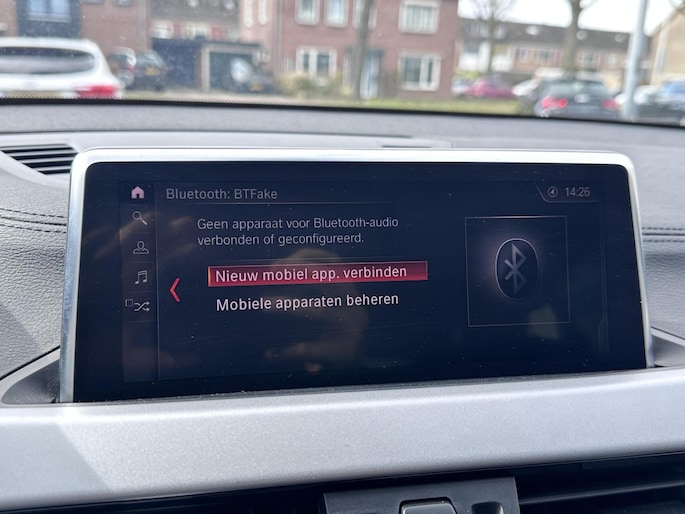 Bluetooth: BTFake
14:26
Geen apparaat voor Bluetooth-audio
verbonden of geconfigureerd.
Nieuw mobiel app. verbinden
Mobiele apparaten beheren